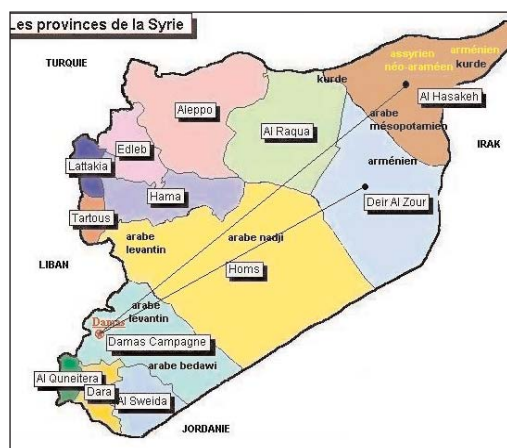 Les provinces de la Syrie
TURQUIE
assyrien
néo-araméen
arménien
kurde
kurde
Al Hasakeh
Aleppo
Al Raqua
arabe
mésopotamien
IRAK
Edleb
Lattakia
Hama
arménien
Deir Al Zour
Tartous
arabe
levantin
arabe nadji
LIBAN
Homs
arabe
levantin
Damas
Damas Campagne
arabe bedawi
Al Quneitera
Dara
Al Sweida
JORDANIE